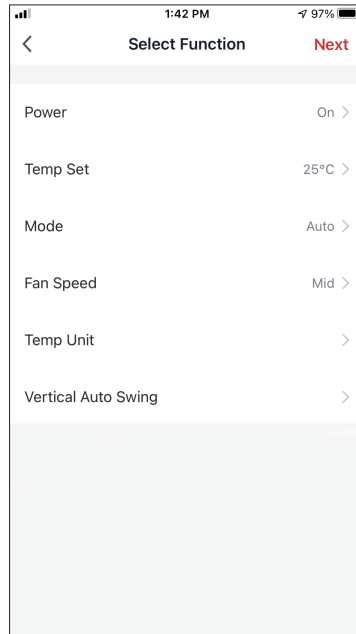 1:42 PM 97%
Select Function Next
Power On
Temp Set 25°C
Mode Auto
Fan Speed Mid
Temp Unit
Vertical Auto Swing